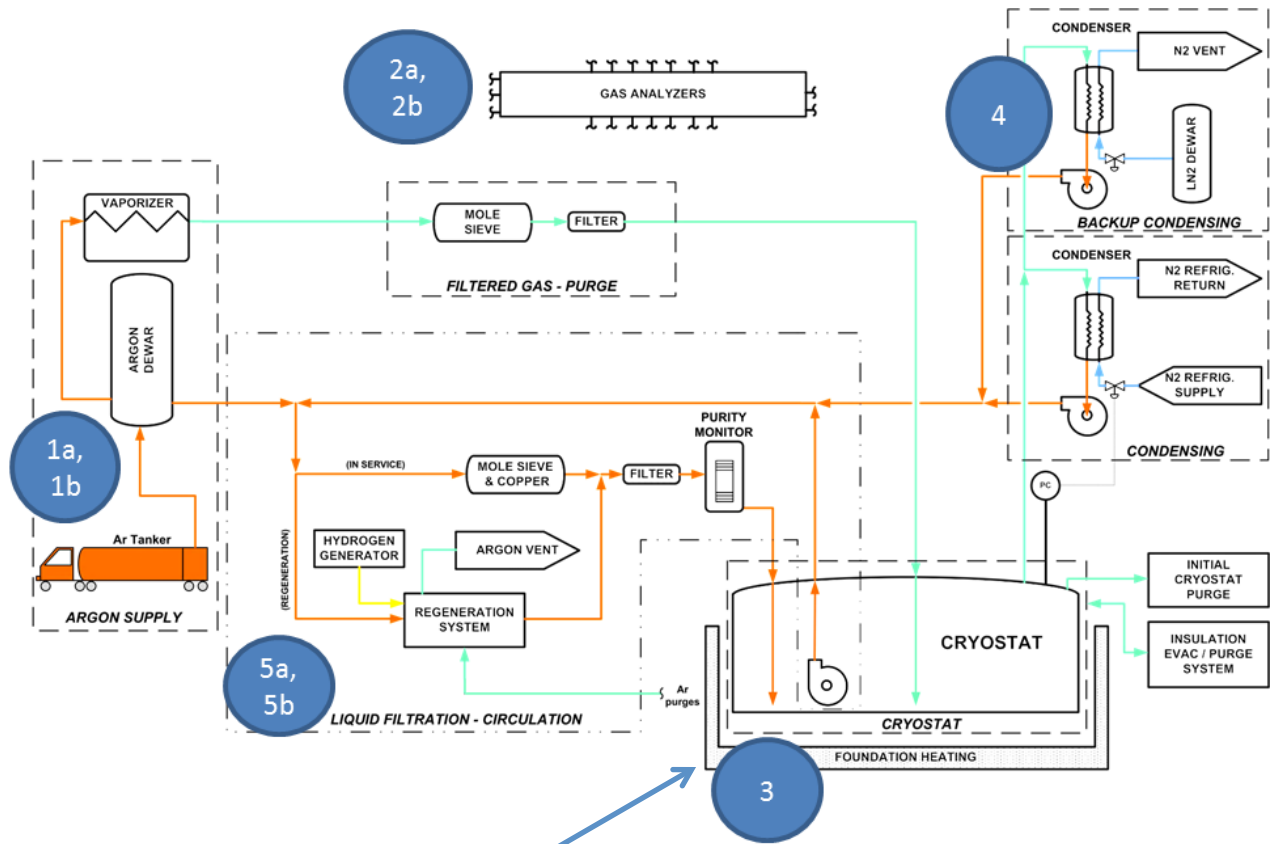 2a,
2b
GAS ANALYZERS
CONDENSER
N2 VENT
4
LN2 DEWAR
BACKUP CONDENSING
VAPORIZER
MOLE
SIEVE
FILTER
FILTERED GAS - PURGE
CONDENSER
N2 REFRIG.
RETURN
N2 REFRIG.
SUPPLY
CONDENSING
ARGON
DEWAR
1a,
1b
Ar Tanker
ARGON SUPPLY
(IN SERVICE)
MOLE SIEVE
& COPPER
FILTER
PURITY
MONITOR
(REGENERATION)
HYDROGEN
GENERATOR
ARGON VENT
REGENERATION
SYSTEM
5a,
5b
LIQUID FILTRATION - CIRCULATION
Ar
purges
PC
INITIAL
CRYOSTAT
PURGE
INSULATION
EVAC / PURGE
SYSTEM
CRYOSTAT
CRYOSTAT
FOUNDATION HEATING
3